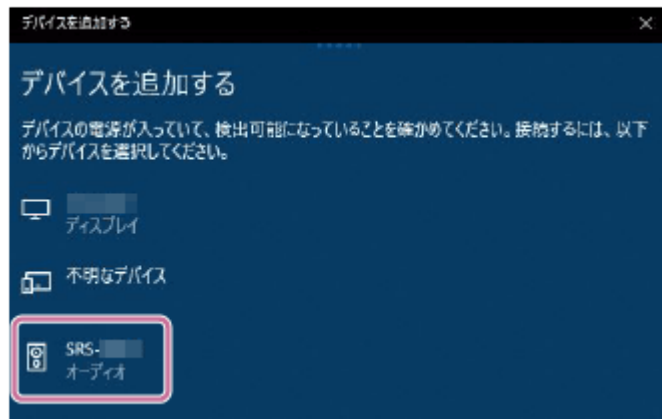 デバイスを追加する
デバイスを追加する
デバイスの電源が入っていて、検出可能になっていることを確かめてください。接続するには、以下
からデバイスを選択してください。
ディスプレイ
不明なデバイス
SRS-
オーディオ